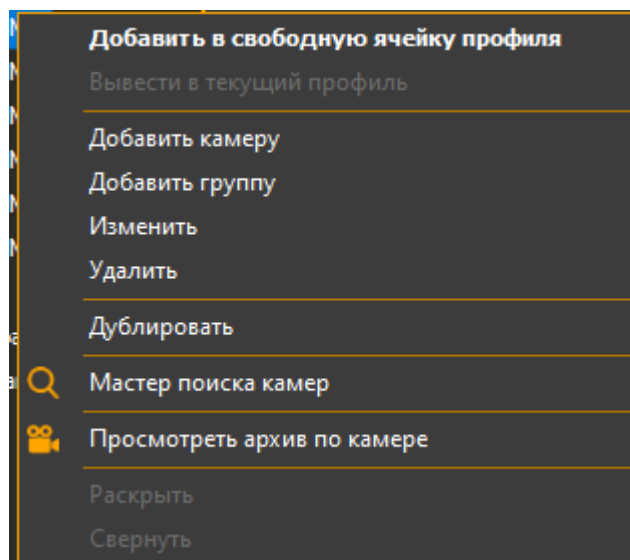 Добавить в свободную ячейку профиля
Вывести в текущий профиль
Добавить камеру
Добавить группу
Изменить
Удалить
Дублировать
Мастер поиска камер
Просмотреть архив по камере
Раскрыть
Свернуть